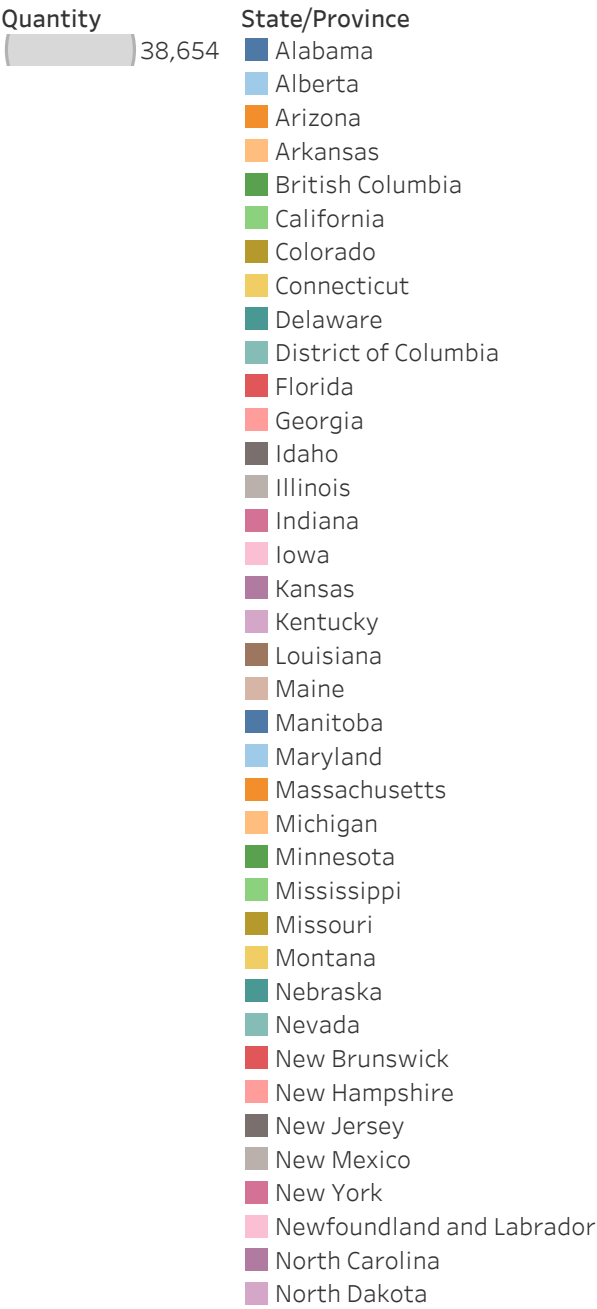 Quantity
38,654
State/Province
Alabama
Alberta
Arizona
Arkansas
British Columbia
California
Colorado
Connecticut
Delaware
District of Columbia
Florida
Georgia
Idaho
Illinois
Indiana
Iowa
Kansas
Kentucky
Louisiana
Maine
Manitoba
Maryland
Massachusetts
Michigan
Minnesota
Mississippi
Missouri
Montana
Nebraska
Nevada
New Brunswick
New Hampshire
New Jersey
New Mexico
New York
Newfoundland and Labrador
North Carolina
North Dakota